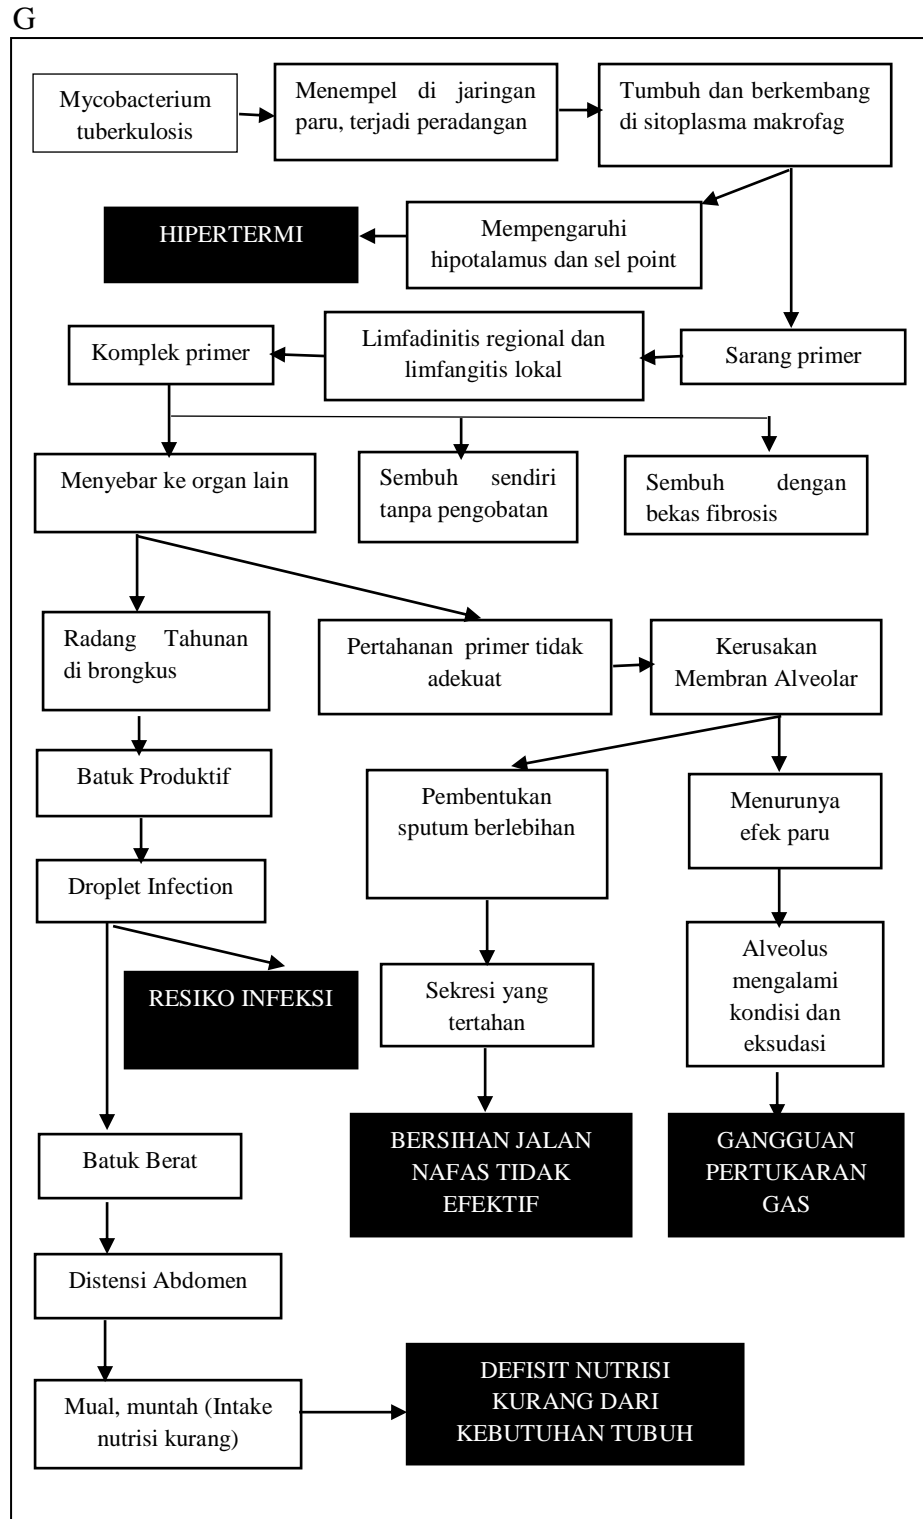 G
Mycobacterium
tuberkulosis
Menempel di jaringan
paru, terjadi peradangan
Tumbuh dan berkembang
di sitoplasma makrofag
HIPERTERMI
Mempengaruhi
hipotalamus dan sel point
Komplek primer
Limfadinitis regional dan
limfangitis lokal
Sarang primer
Menyebar ke organ lain
Sembuh sendiri
tanpa pengobatan
Sembuh dengan
bekas fibrosis
Radang Tahunan
di brongkus
Pertahanan primer tidak
adekuat
Kerusakan
Membran Alveolar
Batuk Produktif
Pembentukan
sputum berlebihan
Menurunya
efek paru
Droplet Infection
RESIKO INFEKSI
Sekresi yang
tertahan
Alveolus
mengalami
kondisi dan
eksudasi
Batuk Berat
BERSIHAN JALAN
NAFAS TIDAK
EFEKTIF
GANGGUAN
PERTUKARAN
GAS
Distensi Abdomen
Mual, muntah (Intake
nutrisi kurang)
DEFISIT NUTRISI
KURANG DARI
KEBUTUHAN TUBUH